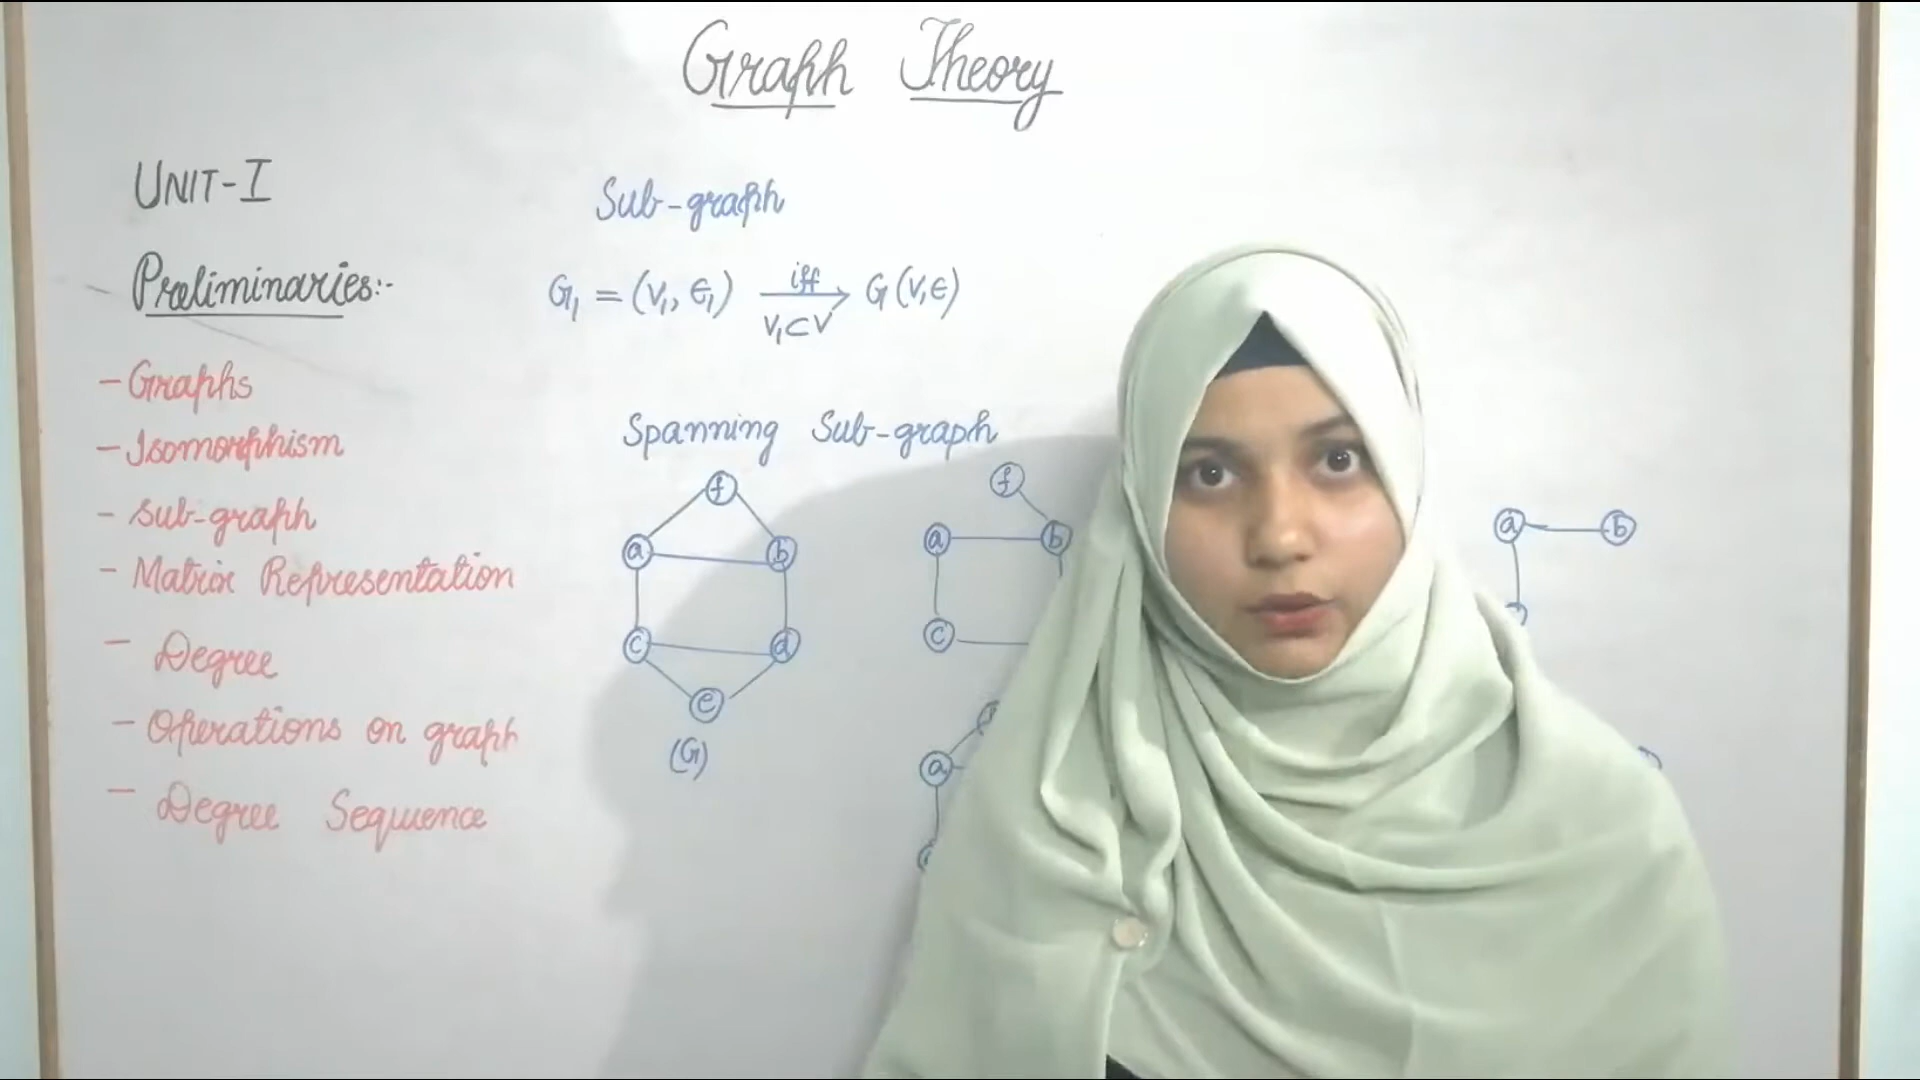 Graph Theory
UNIT-I
Preliminaries:-
- Graphs
- Isomorphism
- sub-graph
- Matrix Representation
- Degree
- Operations on graph
- Degree Sequence
Sub-graph
G₁ = (V₁, E₁) iff → G(V,E)
V₁⊂V
Spanning Sub-graph
f
a b
c d
e
(G)
f
a b
c
a
a b